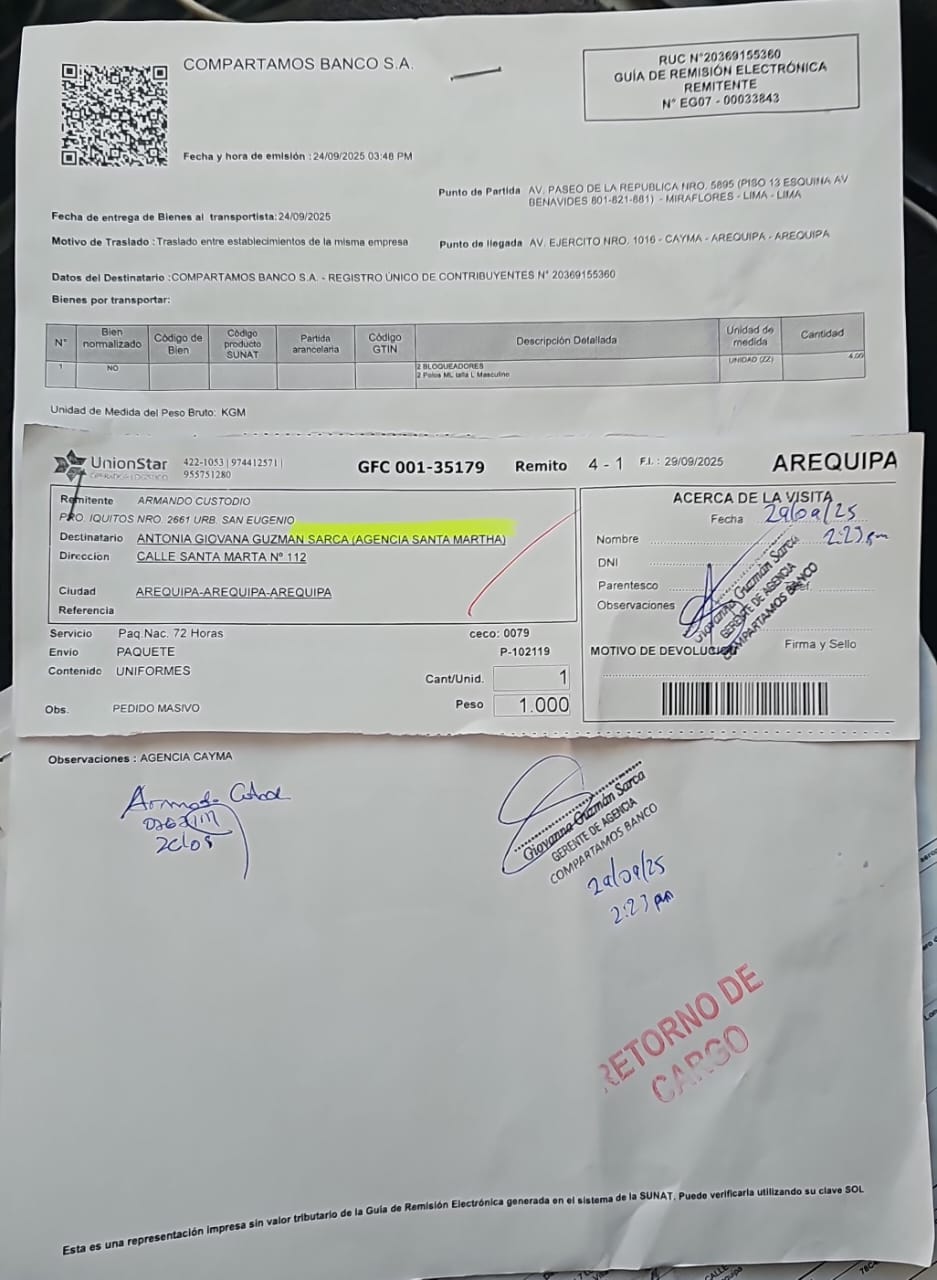 COMPARTAMOS BANCO S.A.
RUC N°20369155360
GUÍA DE REMISIÓN ELECTRÓNICA
REMITENTE
N° EG07 - 00033843
Fecha y hora de emisión : 24/09/2025 03:48 PM
Punto de Partida AV. PASEO DE LA REPUBLICA NRO. 5895 (PISO 13 ESQUINA AV
BENAVIDES 601-621-661) - MIRAFLORES - LIMA - LIMA
Fecha de entrega de Bienes al transportista: 24/09/2025
Motivo de Traslado : Traslado entre establecimientos de la misma empresa
Punto de llegada AV. EJERCITO NRO. 1016 - CAYMA - AREQUIPA - AREQUIPA
Datos del Destinatario : COMPARTAMOS BANCO S.A. - REGISTRO ÚNICO DE CONTRIBUYENTES N° 20369155360
Bienes por transportar:
N° Bien normalizado Código de Bien Código producto SUNAT Partida arancelaria Código GTIN Descripción Detallada Unidad de medida Cantidad
1 NO 2 BLOQUEADORES UNIDAD (ZZ) 4.00
2 Polos ML talla L Masculino
Unidad de Medida del Peso Bruto: KGM
UnionStar 422-1053 | 974412571 |
OPERADOR LOGISTICO 955751280
GFC 001-35179 Remito 4 - 1 F.I. : 29/09/2025 AREQUIPA
Remitente ARMANDO CUSTODIO
PRO. IQUITOS NRO. 2661 URB. SAN EUGENIO
Destinatario ANTONIA GIOVANA GUZMAN SARCA (AGENCIA SANTA MARTHA)
Direccion CALLE SANTA MARTA N° 112
Ciudad AREQUIPA-AREQUIPA-AREQUIPA
Referencia
ACERCA DE LA VISITA
Fecha 29/09/25
Nombre 2:23 pm
DNI
Parentesco
Observaciones
Giovanna Guzmán Sarca
GERENTE DE AGENCIA
COMPARTAMOS BANCO
MOTIVO DE DEVOLUCIÓN Firma y Sello
Servicio Paq.Nac. 72 Horas ceco: 0079
Envio PAQUETE P-102119
Contenido UNIFORMES Cant/Unid. 1
Obs. PEDIDO MASIVO Peso 1.000
Observaciones : AGENCIA CAYMA
Giovanna Guzmán Sarca
GERENTE DE AGENCIA
COMPARTAMOS BANCO
29/09/25
2:23 pm
RETORNO DE
CARGO
Esta es una representación impresa sin valor tributario de la Guía de Remisión Electrónica generada en el sistema de la SUNAT. Puede verificarla utilizando su clave SOL